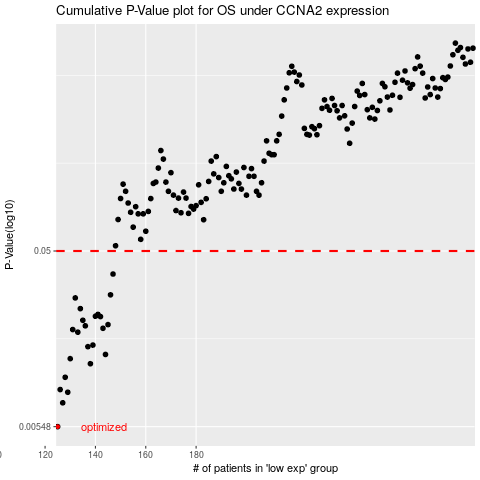 Cumulative P-Value plot for OS under CCNA2 expression
P-Value(log10)
0.05
0.00548
optimized
0 120 140 160 180
# of patients in 'low exp' group